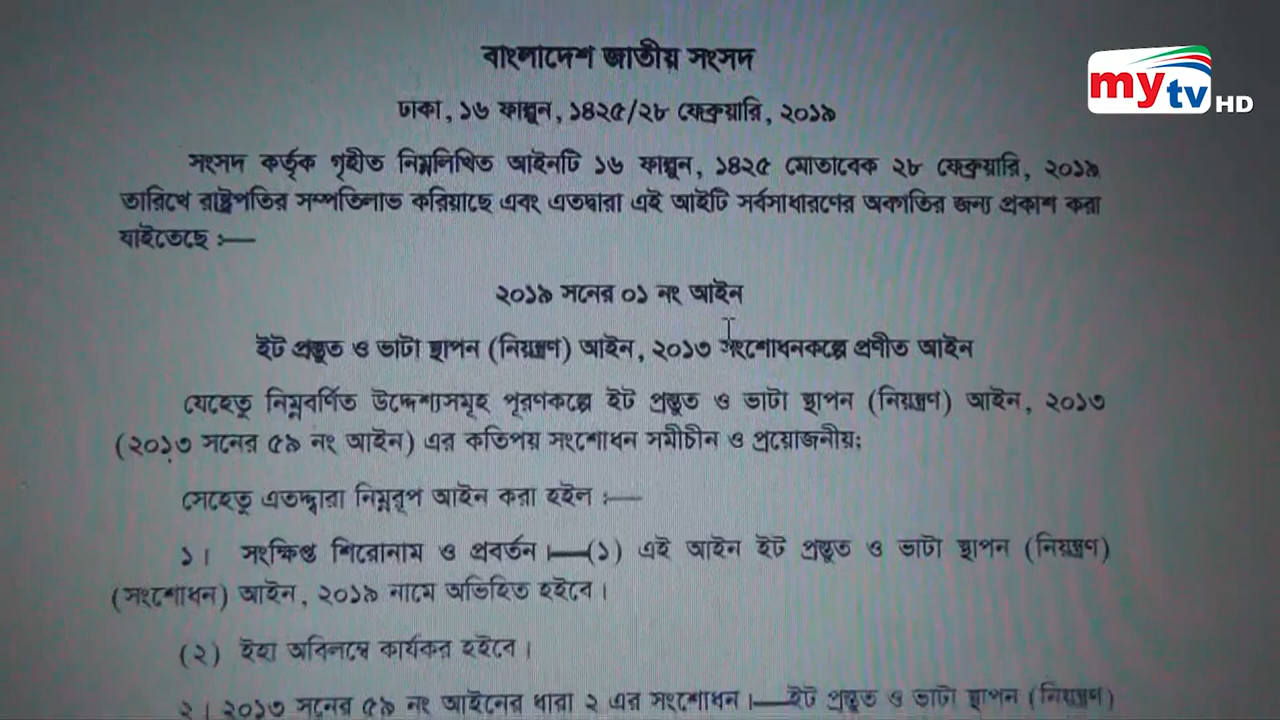 বাংলাদেশ জাতীয় সংসদ
my tv HD
ঢাকা, ১৬ ফাল্গুন, ১৪২৫/২৮ ফেব্রুয়ারি, ২০১৯
সংসদ কর্তৃক গৃহীত নিম্নলিখিত আইনটি ১৬ ফাল্গুন, ১৪২৫ মোতাবেক ২৮ ফেব্রুয়ারি, ২০১৯
তারিখে রাষ্ট্রপতির সম্মতিলাভ করিয়াছে এবং এতদ্বারা এই আইটি সর্বসাধারণের অবগতির জন্য প্রকাশ করা
যাইতেছে :—
২০১৯ সনের ০১ নং আইন
ইট প্রস্তুত ও ভাটা স্থাপন (নিয়ন্ত্রণ) আইন, ২০১৩ সংশোধনকল্পে প্রণীত আইন
যেহেতু নিম্নবর্ণিত উদ্দেশ্যসমূহ পূরণকল্পে ইট প্রস্তুত ও ভাটা স্থাপন (নিয়ন্ত্রণ) আইন, ২০১৩
(২০১৩ সনের ৫৯ নং আইন) এর কতিপয় সংশোধন সমীচীন ও প্রয়োজনীয়;
সেহেতু এতদ্দ্বারা নিম্নরূপ আইন করা হইল :—
১। সংক্ষিপ্ত শিরোনাম ও প্রবর্তন।—(১) এই আইন ইট প্রস্তুত ও ভাটা স্থাপন (নিয়ন্ত্রণ)
(সংশোধন) আইন, ২০১৯ নামে অভিহিত হইবে।
(২) ইহা অবিলম্বে কার্যকর হইবে।
২। ২০১৩ সনের ৫৯ নং আইনের ধারা ২ এর সংশোধন।—ইট প্রস্তুত ও ভাটা স্থাপন (নিয়ন্ত্রণ)